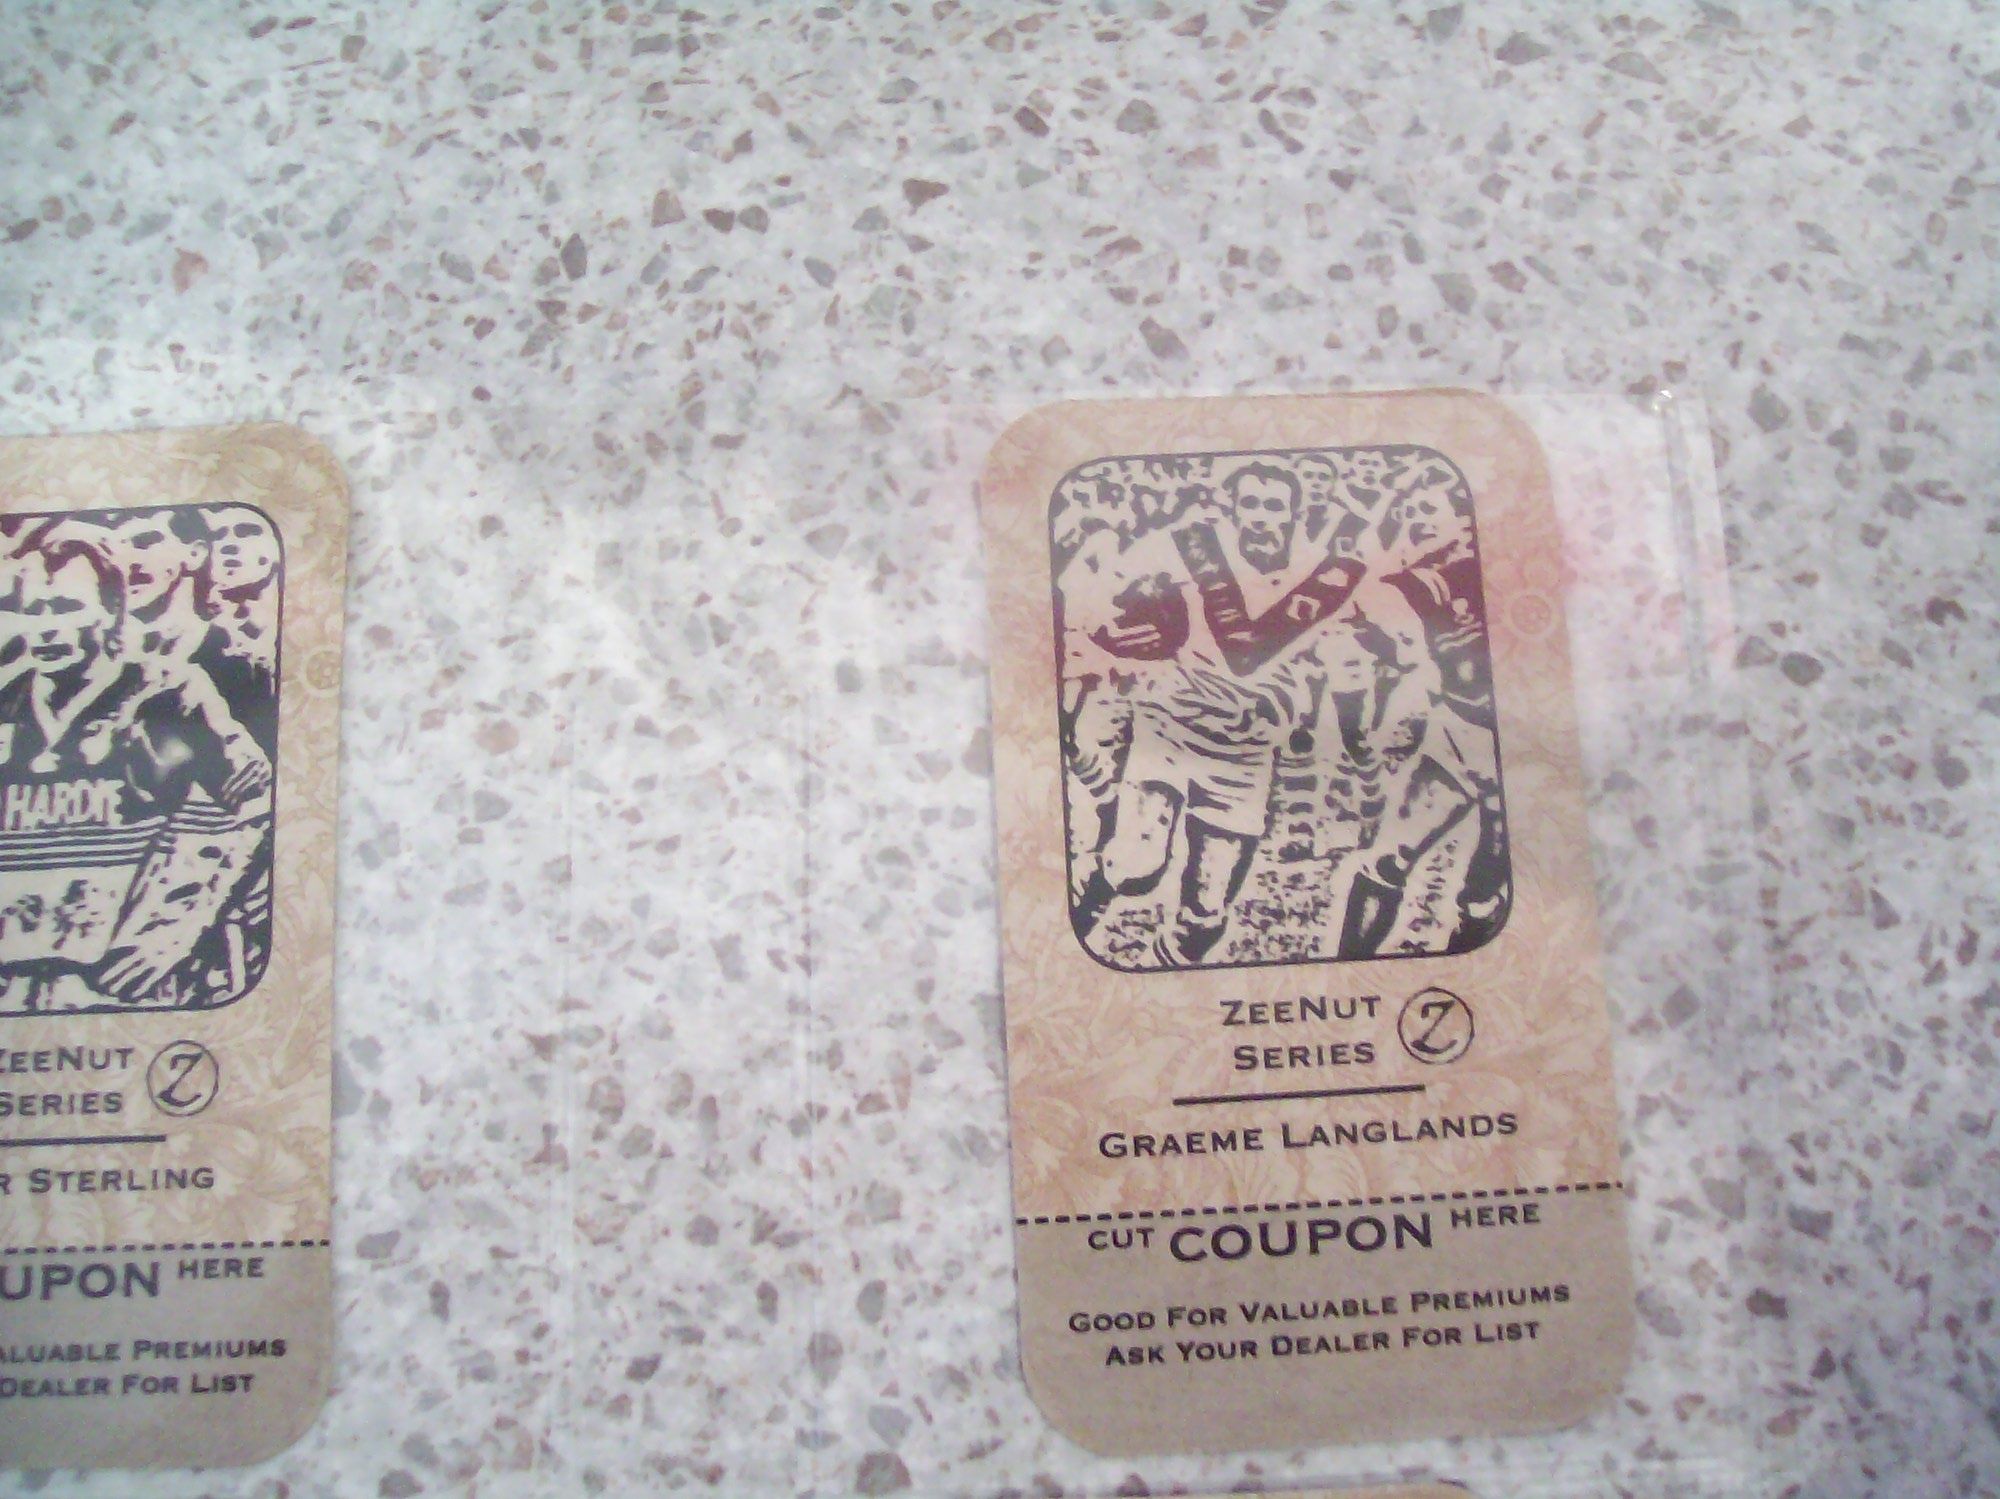 HARDIE
ZEENUT
SERIES
Z
R STERLING
UPON HERE
ALUABLE PREMIUMS
DEALER FOR LIST
ZEENUT
SERIES
Z
GRAEME LANGLANDS
CUT COUPON HERE
GOOD FOR VALUABLE PREMIUMS
ASK YOUR DEALER FOR LIST